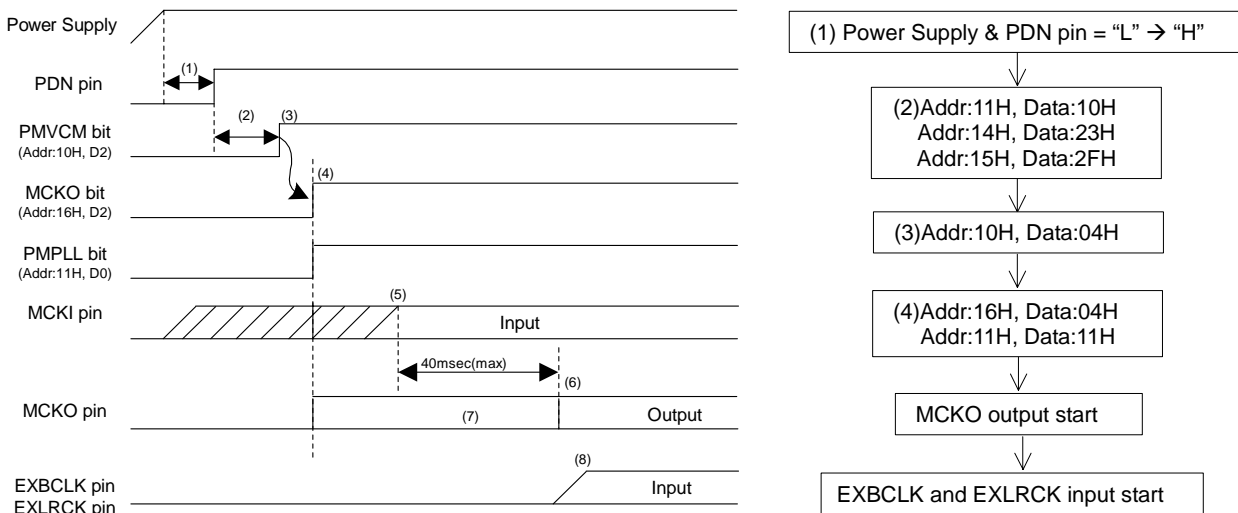 Power Supply
(1)
PDN pin
(2)
(3)
PMVCM bit
(Addr:10H, D2)
(4)
MCKO bit
(Addr:16H, D2)
PMPLL bit
(Addr:11H, D0)
(5)
MCKI pin
Input
40msec(max)
(6)
MCKO pin
(7)
Output
(8)
EXBCLK pin
EXLRCK pin
Input
(1) Power Supply & PDN pin = “L” → “H”
(2)Addr:11H, Data:10H
Addr:14H, Data:23H
Addr:15H, Data:2FH
(3)Addr:10H, Data:04H
(4)Addr:16H, Data:04H
Addr:11H, Data:11H
MCKO output start
EXBCLK and EXLRCK input start